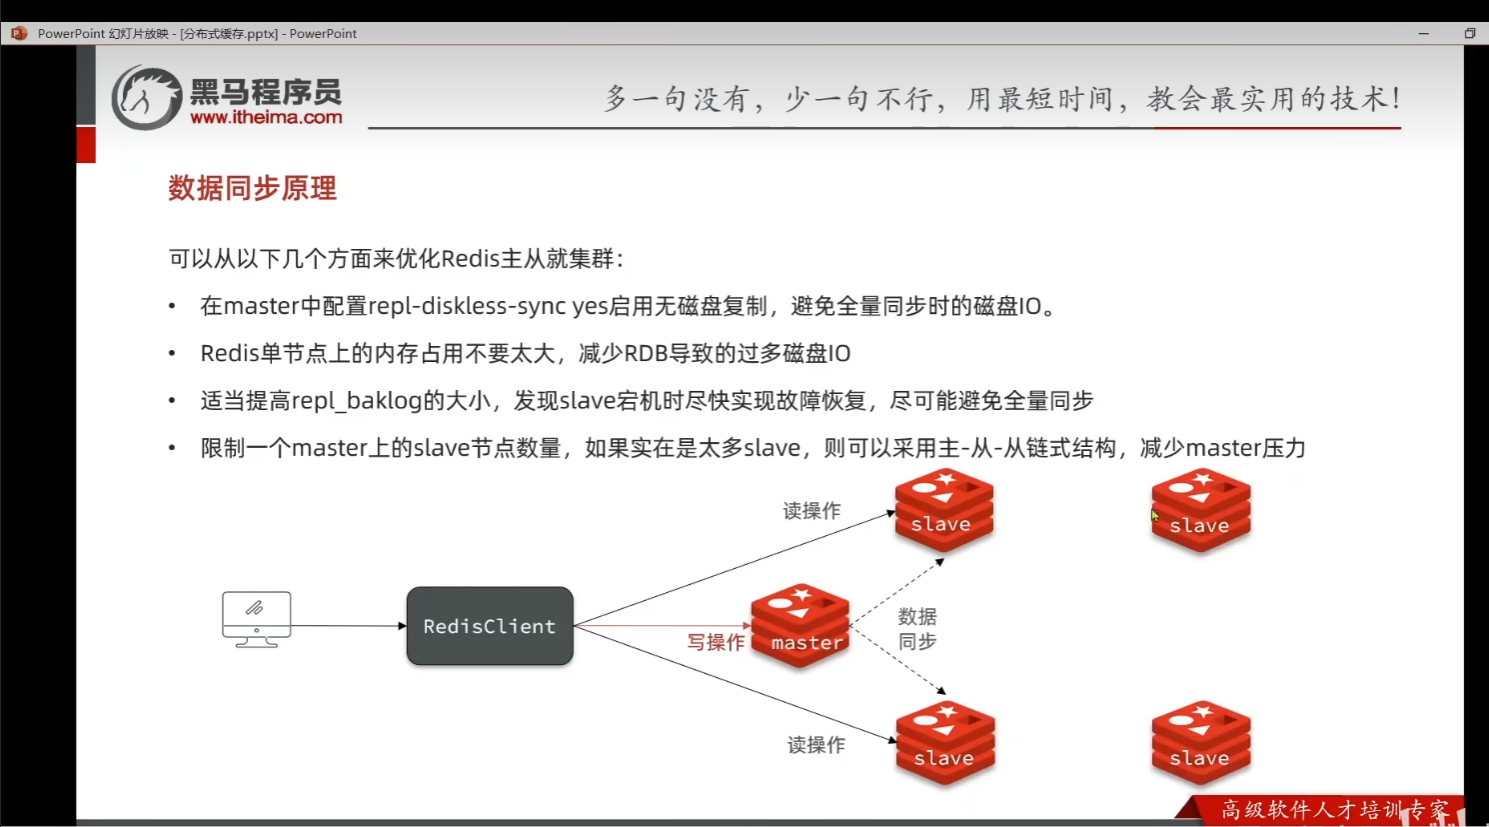 PowerPoint 幻灯片放映 - [分布式缓存.pptx] - PowerPoint
黑马程序员
www.itheima.com
多一句没有，少一句不行，用最短时间，教会最实用的技术！
数据同步原理
可以从以下几个方面来优化Redis主从就集群：
• 在master中配置repl-diskless-sync yes启用无磁盘复制，避免全量同步时的磁盘IO。
• Redis单节点上的内存占用不要太大，减少RDB导致的过多磁盘IO
• 适当提高repl_baklog的大小，发现slave宕机时尽快实现故障恢复，尽可能避免全量同步
• 限制一个master上的slave节点数量，如果实在是太多slave，则可以采用主-从-从链式结构，减少master压力
读操作
slave
slave
RedisClient
写操作
master
数据
同步
读操作
slave
slave
高级软件人才培训专家